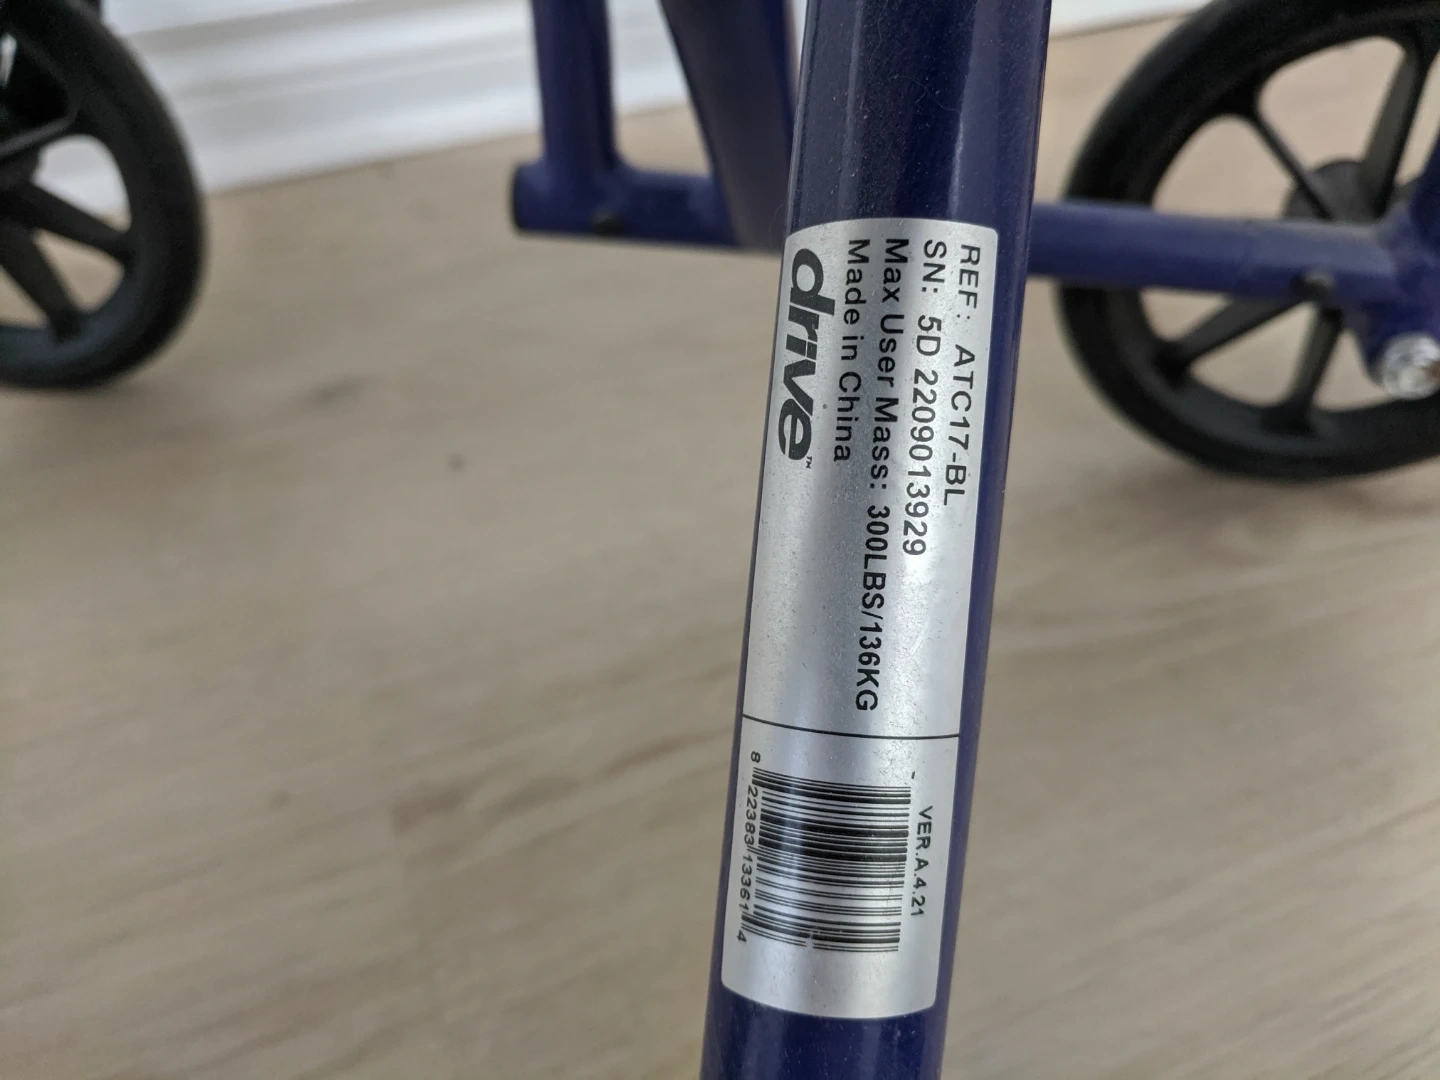 REF: ATC17-BL
SN: 5D 2209013929
Max User Mass: 300LBS/136KG
Made in China
drive™
VER.A.4.21
8 22383 13361 4